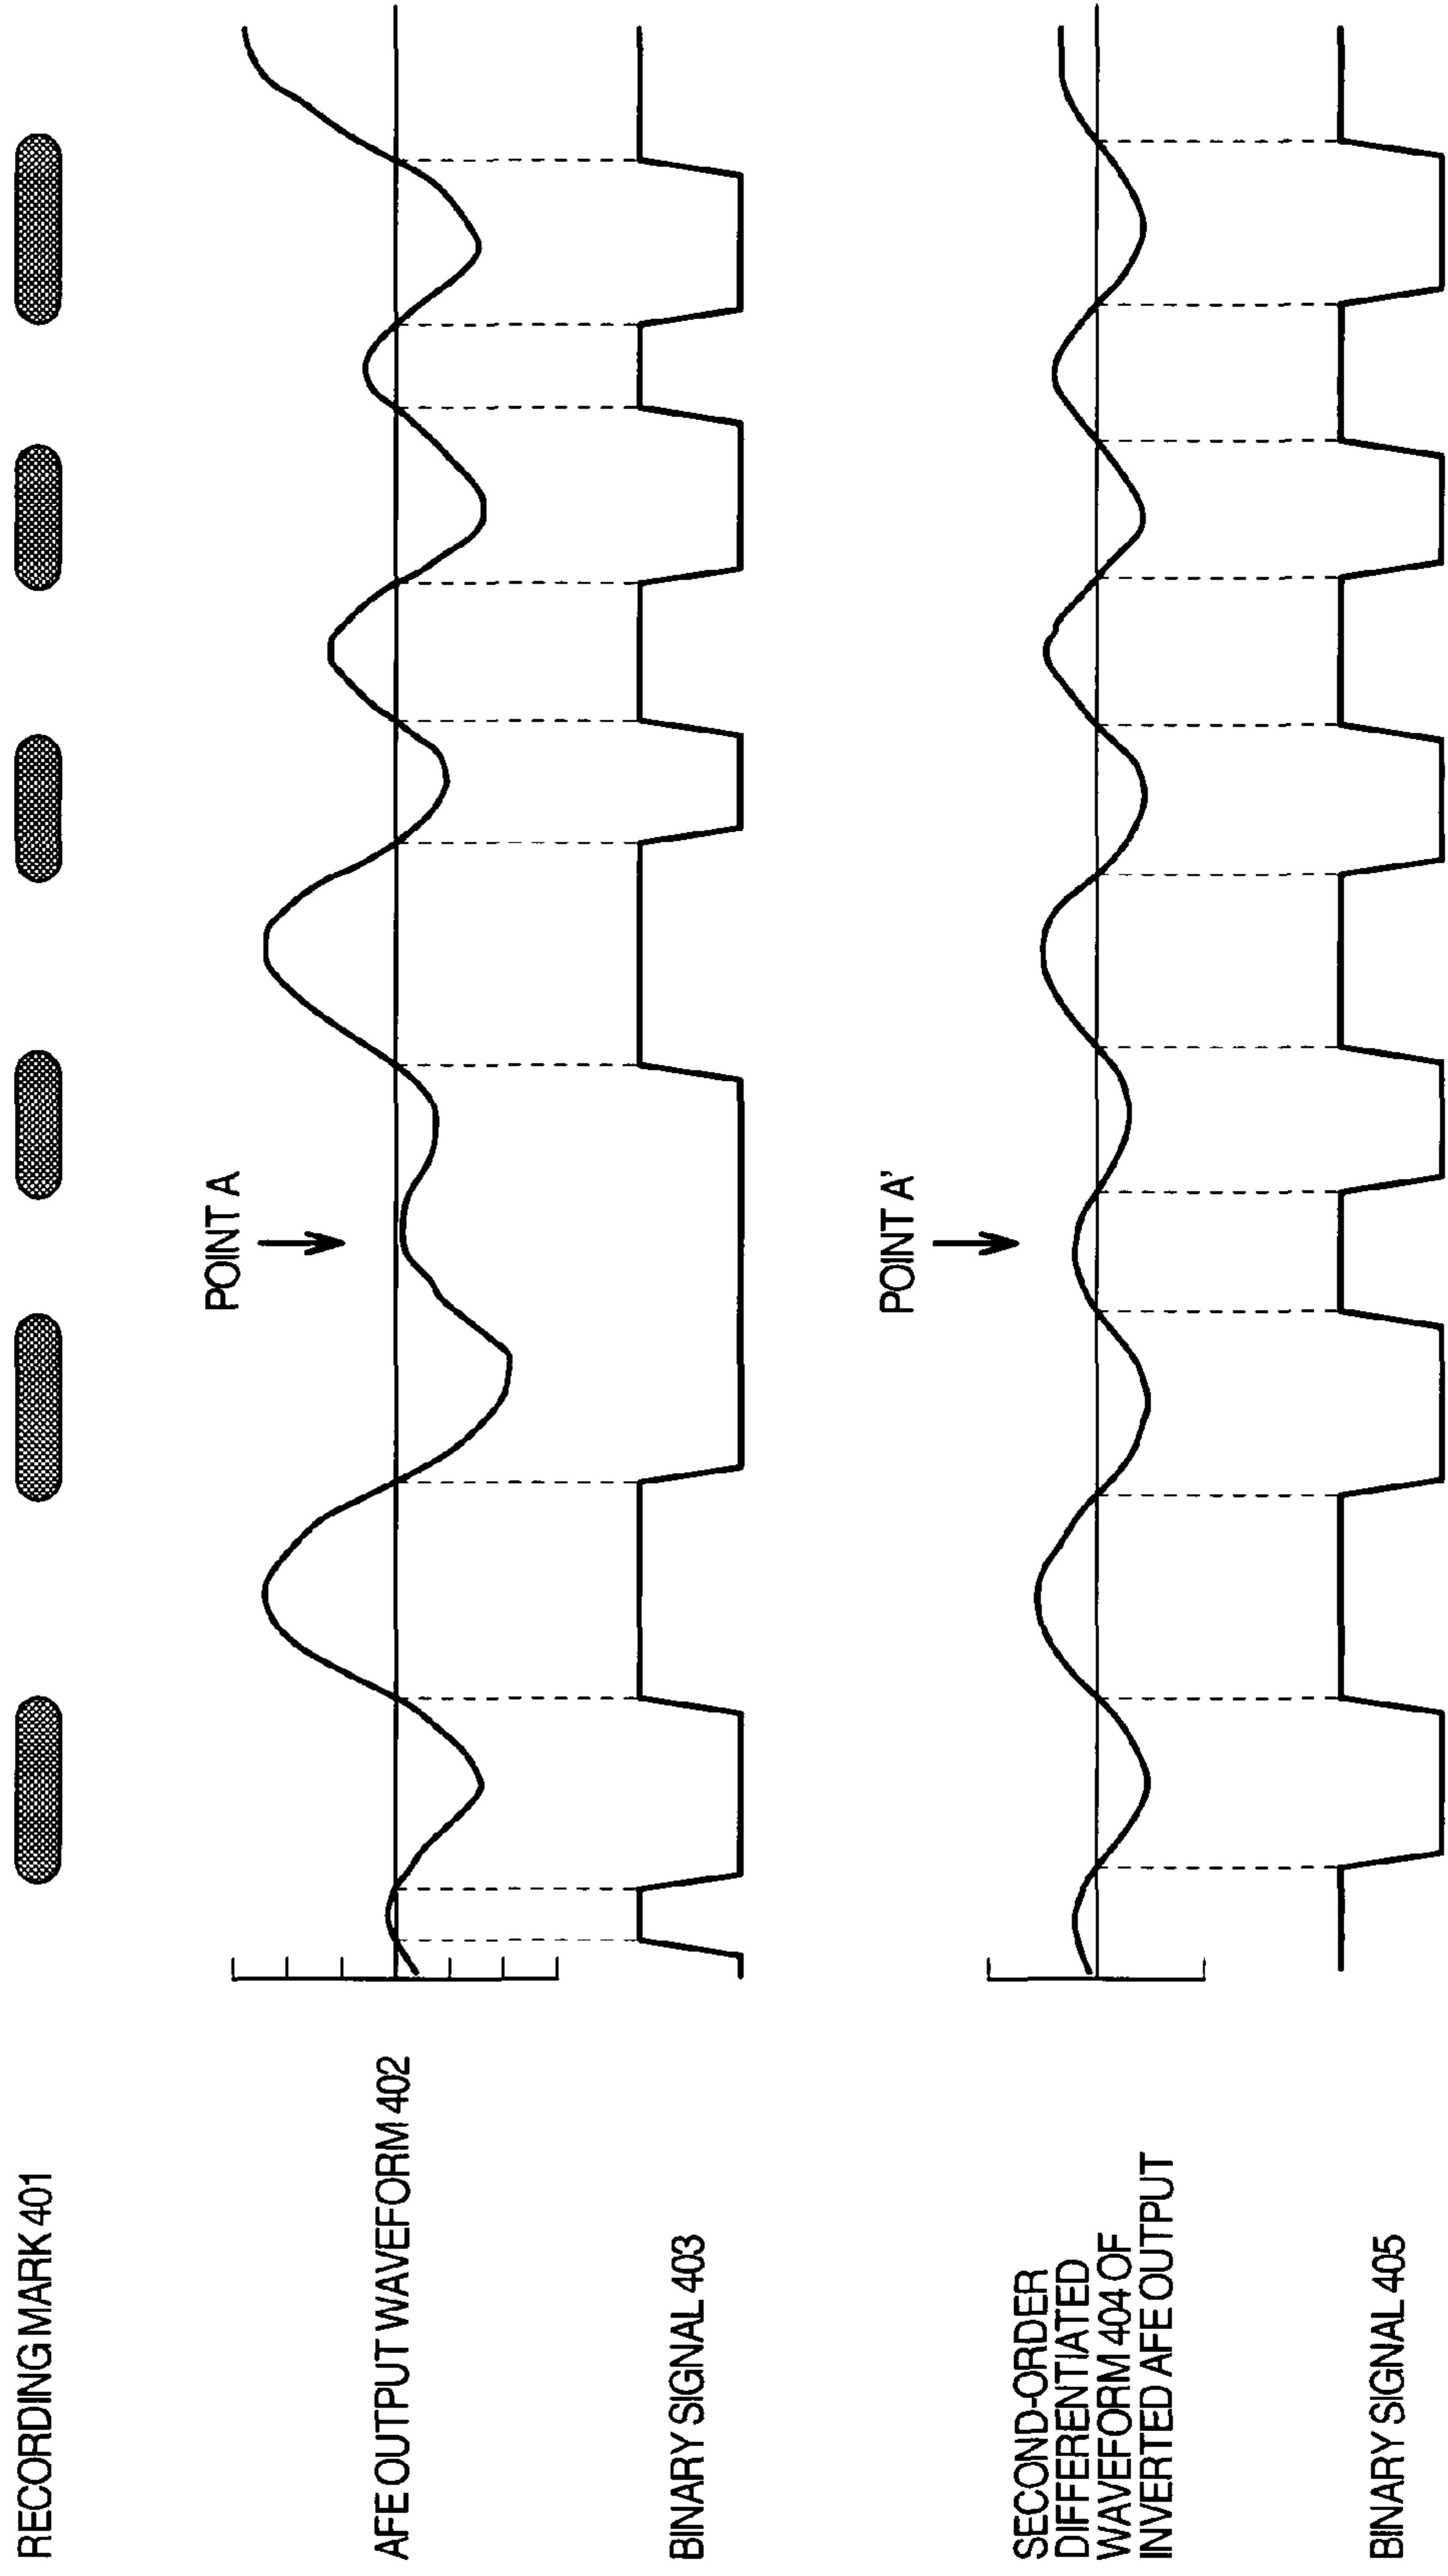 RECORDING MARK 401
POINT A
AFE OUTPUT WAVEFORM 402
BINARY SIGNAL 403
POINT A'
SECOND-ORDER
DIFFERENTIATED
WAVEFORM 404 OF
INVERTED AFE OUTPUT
BINARY SIGNAL 405